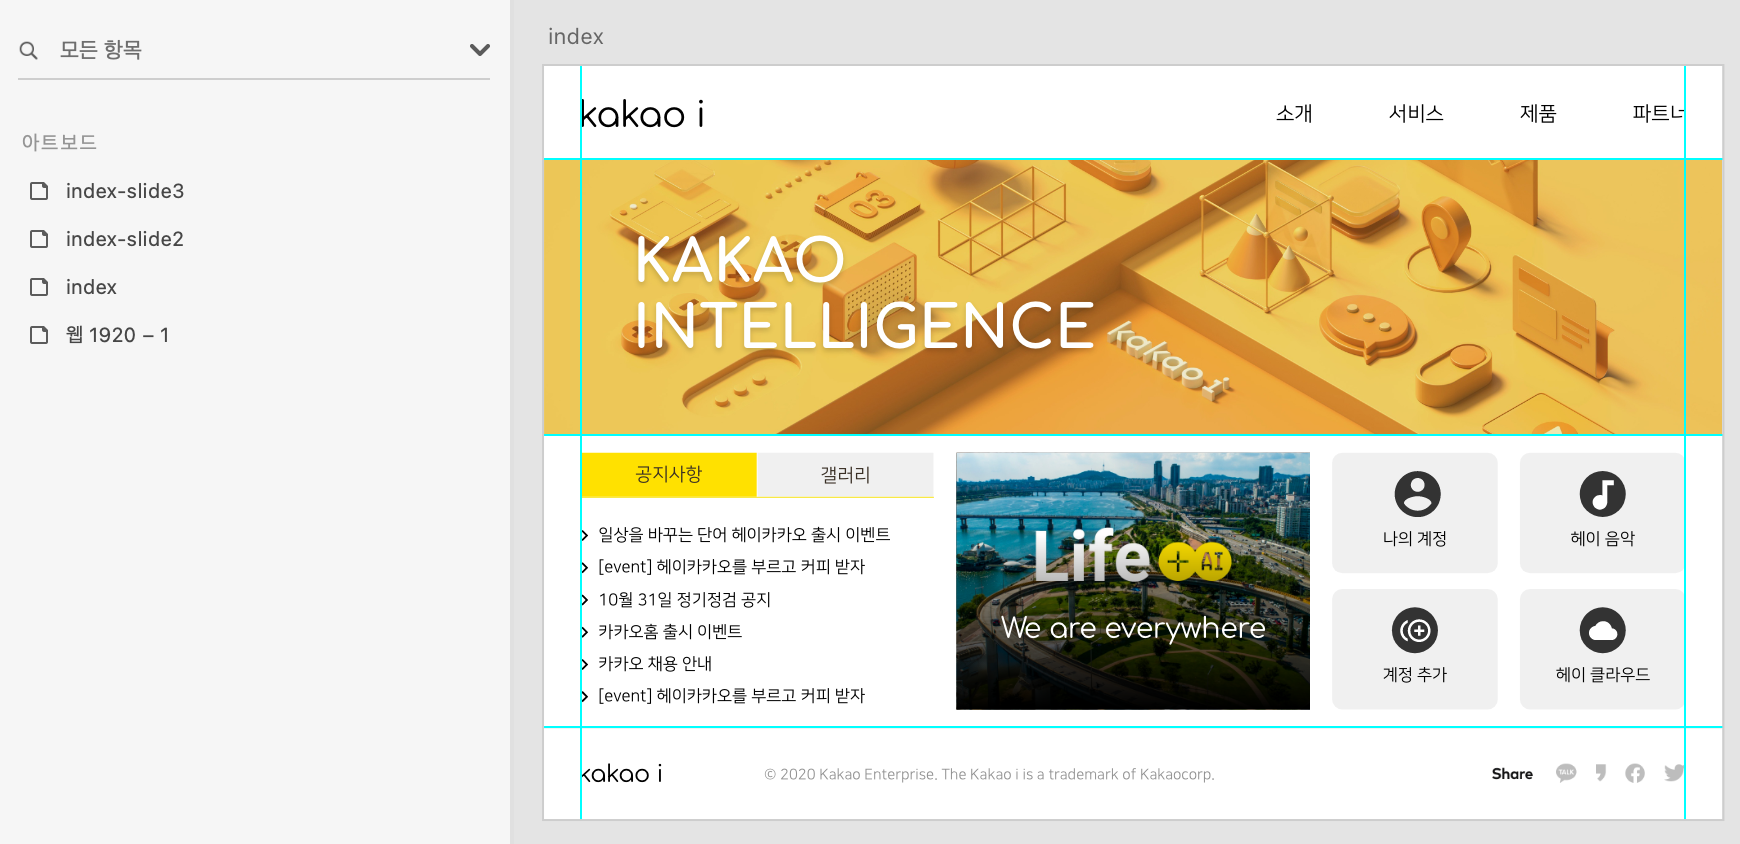 모든 항목
아트보드
index-slide3
index-slide2
index
웹 1920 – 1
index
kakao i
소개 서비스 제품 파트너
03
KAKAO
INTELLIGENCE
kakao i
공지사항 갤러리
일상을 바꾸는 단어 헤이카카오 출시 이벤트
[event] 헤이카카오를 부르고 커피 받자
10월 31일 정기점검 공지
카카오홈 출시 이벤트
카카오 채용 안내
[event] 헤이카카오를 부르고 커피 받자
Life + AI
We are everywhere
나의 계정
헤이 음악
계정 추가
헤이 클라우드
kakao i
© 2020 Kakao Enterprise. The Kakao i is a trademark of Kakaocorp.
Share
TALK